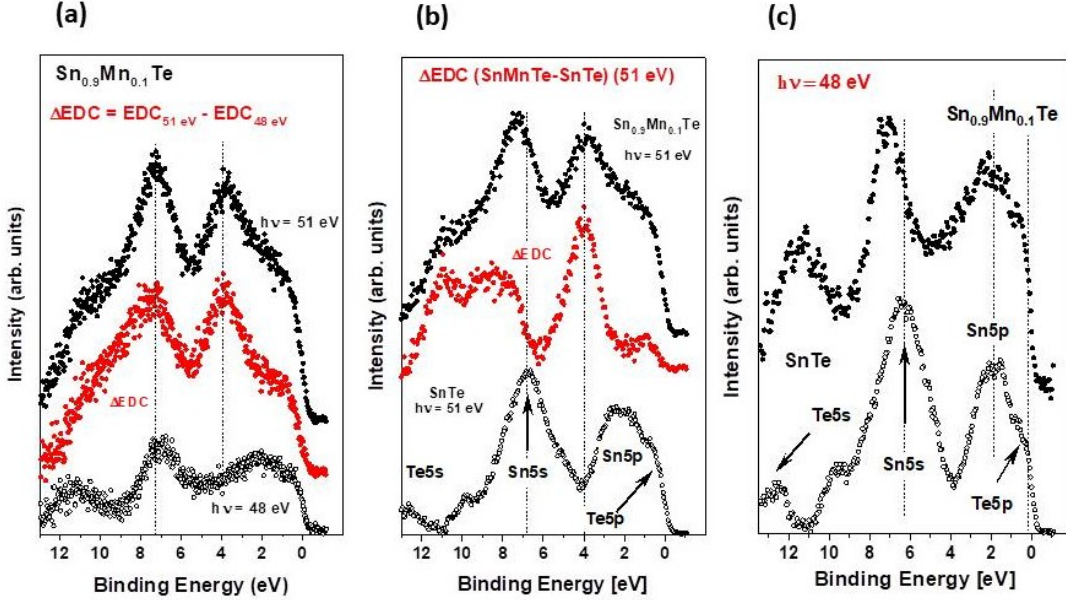 (a)
Sn0.9Mn0.1Te
ΔEDC = EDC51 eV - EDC48 eV
hν= 51 eV
ΔEDC
hν= 48 eV
Intensity (arb. units)
12 10 8 6 4 2 0
Binding Energy (eV)
(b)
ΔEDC (SnMnTe-SnTe) (51 eV)
Sn0.9Mn0.1Te
hν= 51 eV
ΔEDC
SnTe
hν= 51 eV
Te5s
Sn5s
Sn5p
Te5p
Intensity (arb. units)
12 10 8 6 4 2 0
Binding Energy [eV]
(c)
hν= 48 eV
Sn0.9Mn0.1Te
SnTe
Sn5p
Te5s
Sn5s
Te5p
Intensity (arb. units)
12 10 8 6 4 2 0
Binding Energy [eV]